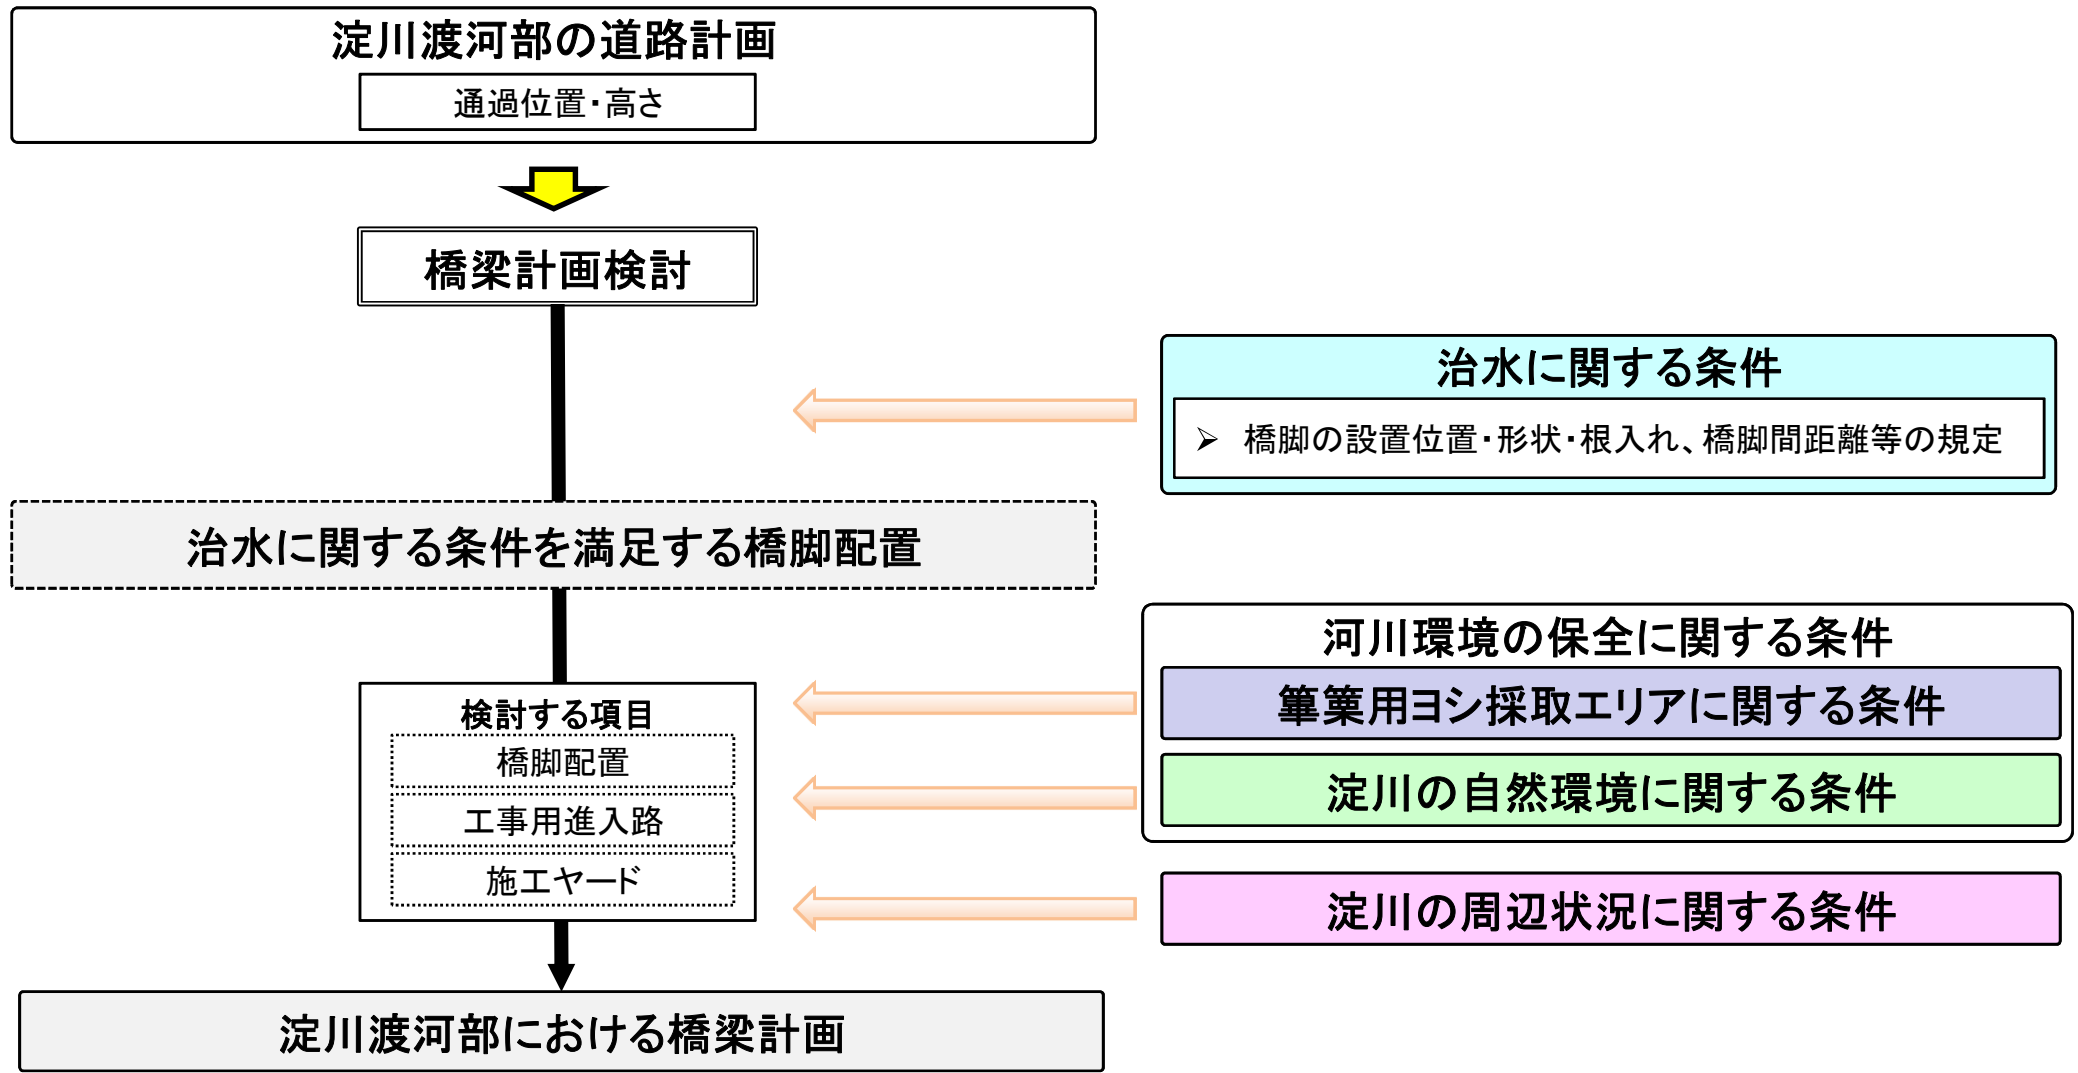 淀川渡河部の道路計画
通過位置・高さ
橋梁計画検討
治水に関する条件
➢ 橋脚の設置位置・形状・根入れ、橋脚間距離等の規定
治水に関する条件を満足する橋脚配置
河川環境の保全に関する条件
篳篥用ヨシ採取エリアに関する条件
淀川の自然環境に関する条件
検討する項目
橋脚配置
工事用進入路
施工ヤード
淀川の周辺状況に関する条件
淀川渡河部における橋梁計画